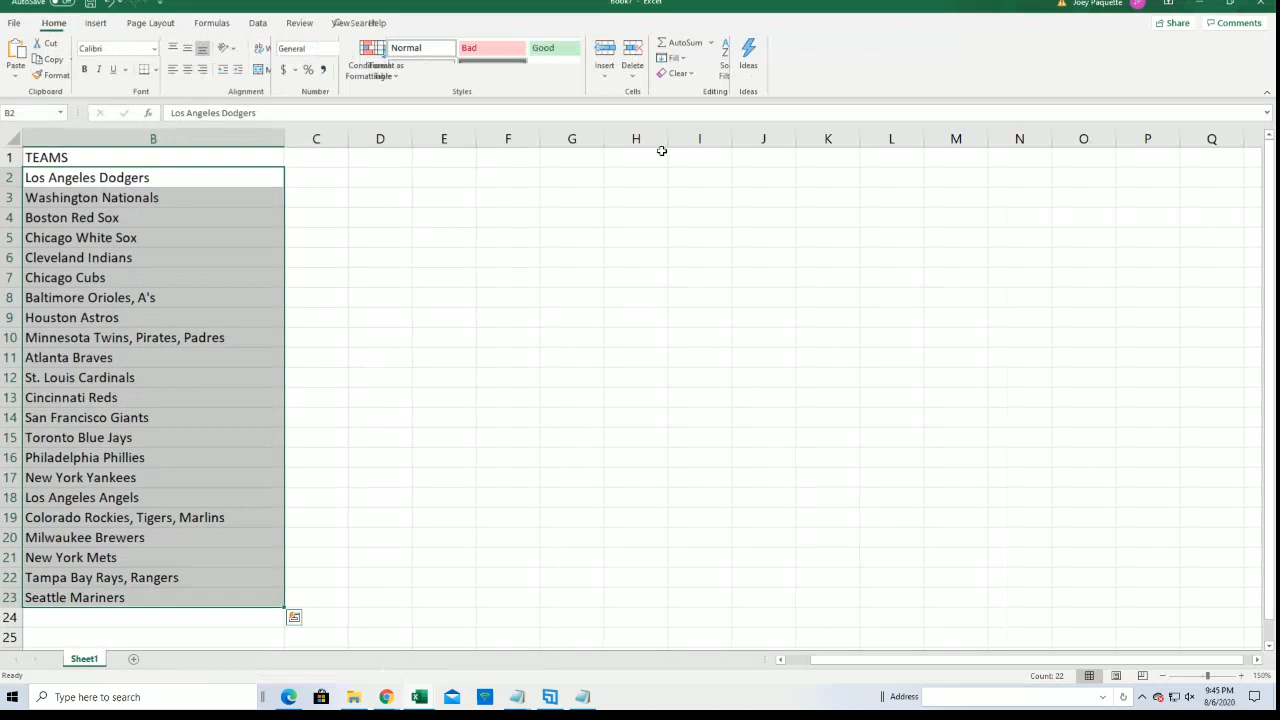 Book7 - Excel
Joey Paquette
File Home Insert Page Layout Formulas Data Review View Help
Share Comments
Cut
Copy
Format
Paste
Calibri
General
Normal Bad Good
Conditional
Formatting
Format as
Table
Insert Delete
AutoSum
Fill
Clear
Ideas
Clipboard Font Alignment Number Styles Cells Editing Ideas
B2 Los Angeles Dodgers
B C D E F G H I J K L M N O P Q
1 TEAMS
2 Los Angeles Dodgers
3 Washington Nationals
4 Boston Red Sox
5 Chicago White Sox
6 Cleveland Indians
7 Chicago Cubs
8 Baltimore Orioles, A's
9 Houston Astros
10 Minnesota Twins, Pirates, Padres
11 Atlanta Braves
12 St. Louis Cardinals
13 Cincinnati Reds
14 San Francisco Giants
15 Toronto Blue Jays
16 Philadelphia Phillies
17 New York Yankees
18 Los Angeles Angels
19 Colorado Rockies, Tigers, Marlins
20 Milwaukee Brewers
21 New York Mets
22 Tampa Bay Rays, Rangers
23 Seattle Mariners
24
25
Sheet1
Ready
Count: 22
150%
Type here to search
Address
9:45 PM
8/6/2020